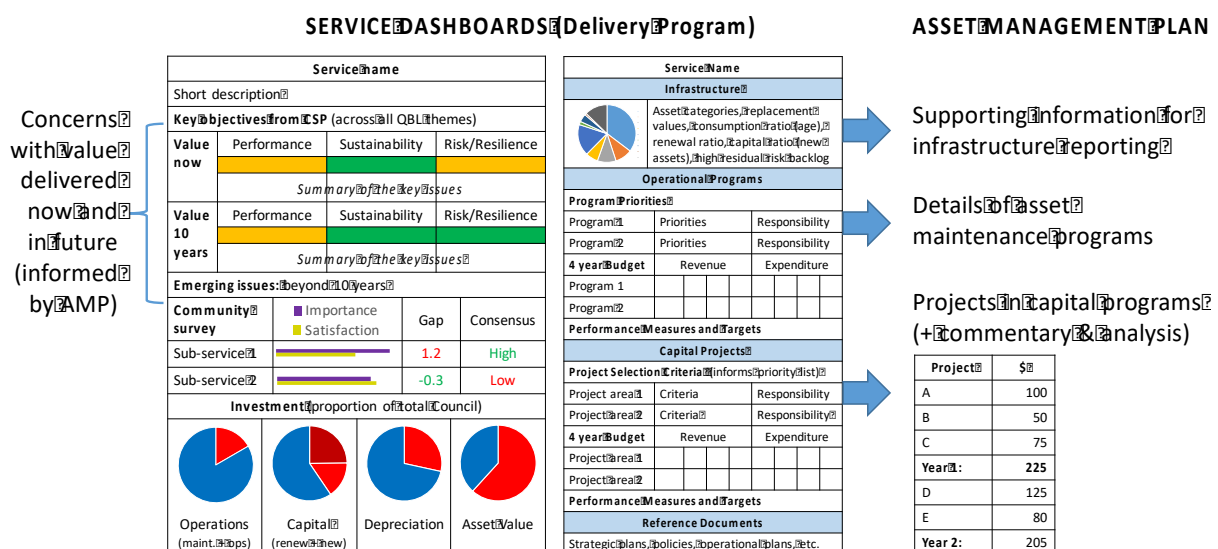 SERVICE DASHBOARDS (Delivery Program)
ASSET MANAGEMENT PLAN
Concerns
with value
delivered
now and
in future
(informed
by AMP)
Service name
Short description
Key objectives from CSP (across all QBL themes)
Value
now
Performance
Sustainability
Risk/Resilience
Summary of the key issues
Value
10
years
Performance
Sustainability
Risk/Resilience
Summary of the key issues
Emerging issues: beyond 10 years
Community
survey
Importance
Satisfaction
Gap
Consensus
Sub-service 1
1.2
High
Sub-service 2
-0.3
Low
Investment (proportion of total Council)
Operations
(maint. + ops)
Capital
(renew + new)
Depreciation
Asset Value
Service Name
Infrastructure
Asset categories, replacement
values, consumption ratio (age),
renewal ratio, capital ratio (new
assets), high residual risk backlog
Operational Programs
Program Priorities
Program 1
Priorities
Responsibility
Program 2
Priorities
Responsibility
4 year Budget
Revenue
Expenditure
Program 1
Program 2
Performance Measures and Targets
Capital Projects
Project Selection Criteria (informs priority list)
Project area 1
Criteria
Responsibility
Project area 2
Criteria
Responsibility
4 year Budget
Revenue
Expenditure
Project area 1
Project area 2
Performance Measures and Targets
Reference Documents
Strategic plans, policies, operational plans, etc.
Supporting information for
infrastructure reporting
Details of asset
maintenance programs
Projects in capital programs
(+ commentary & analysis)
Project
$
A
100
B
50
C
75
Year 1:
225
D
125
E
80
Year 2:
205